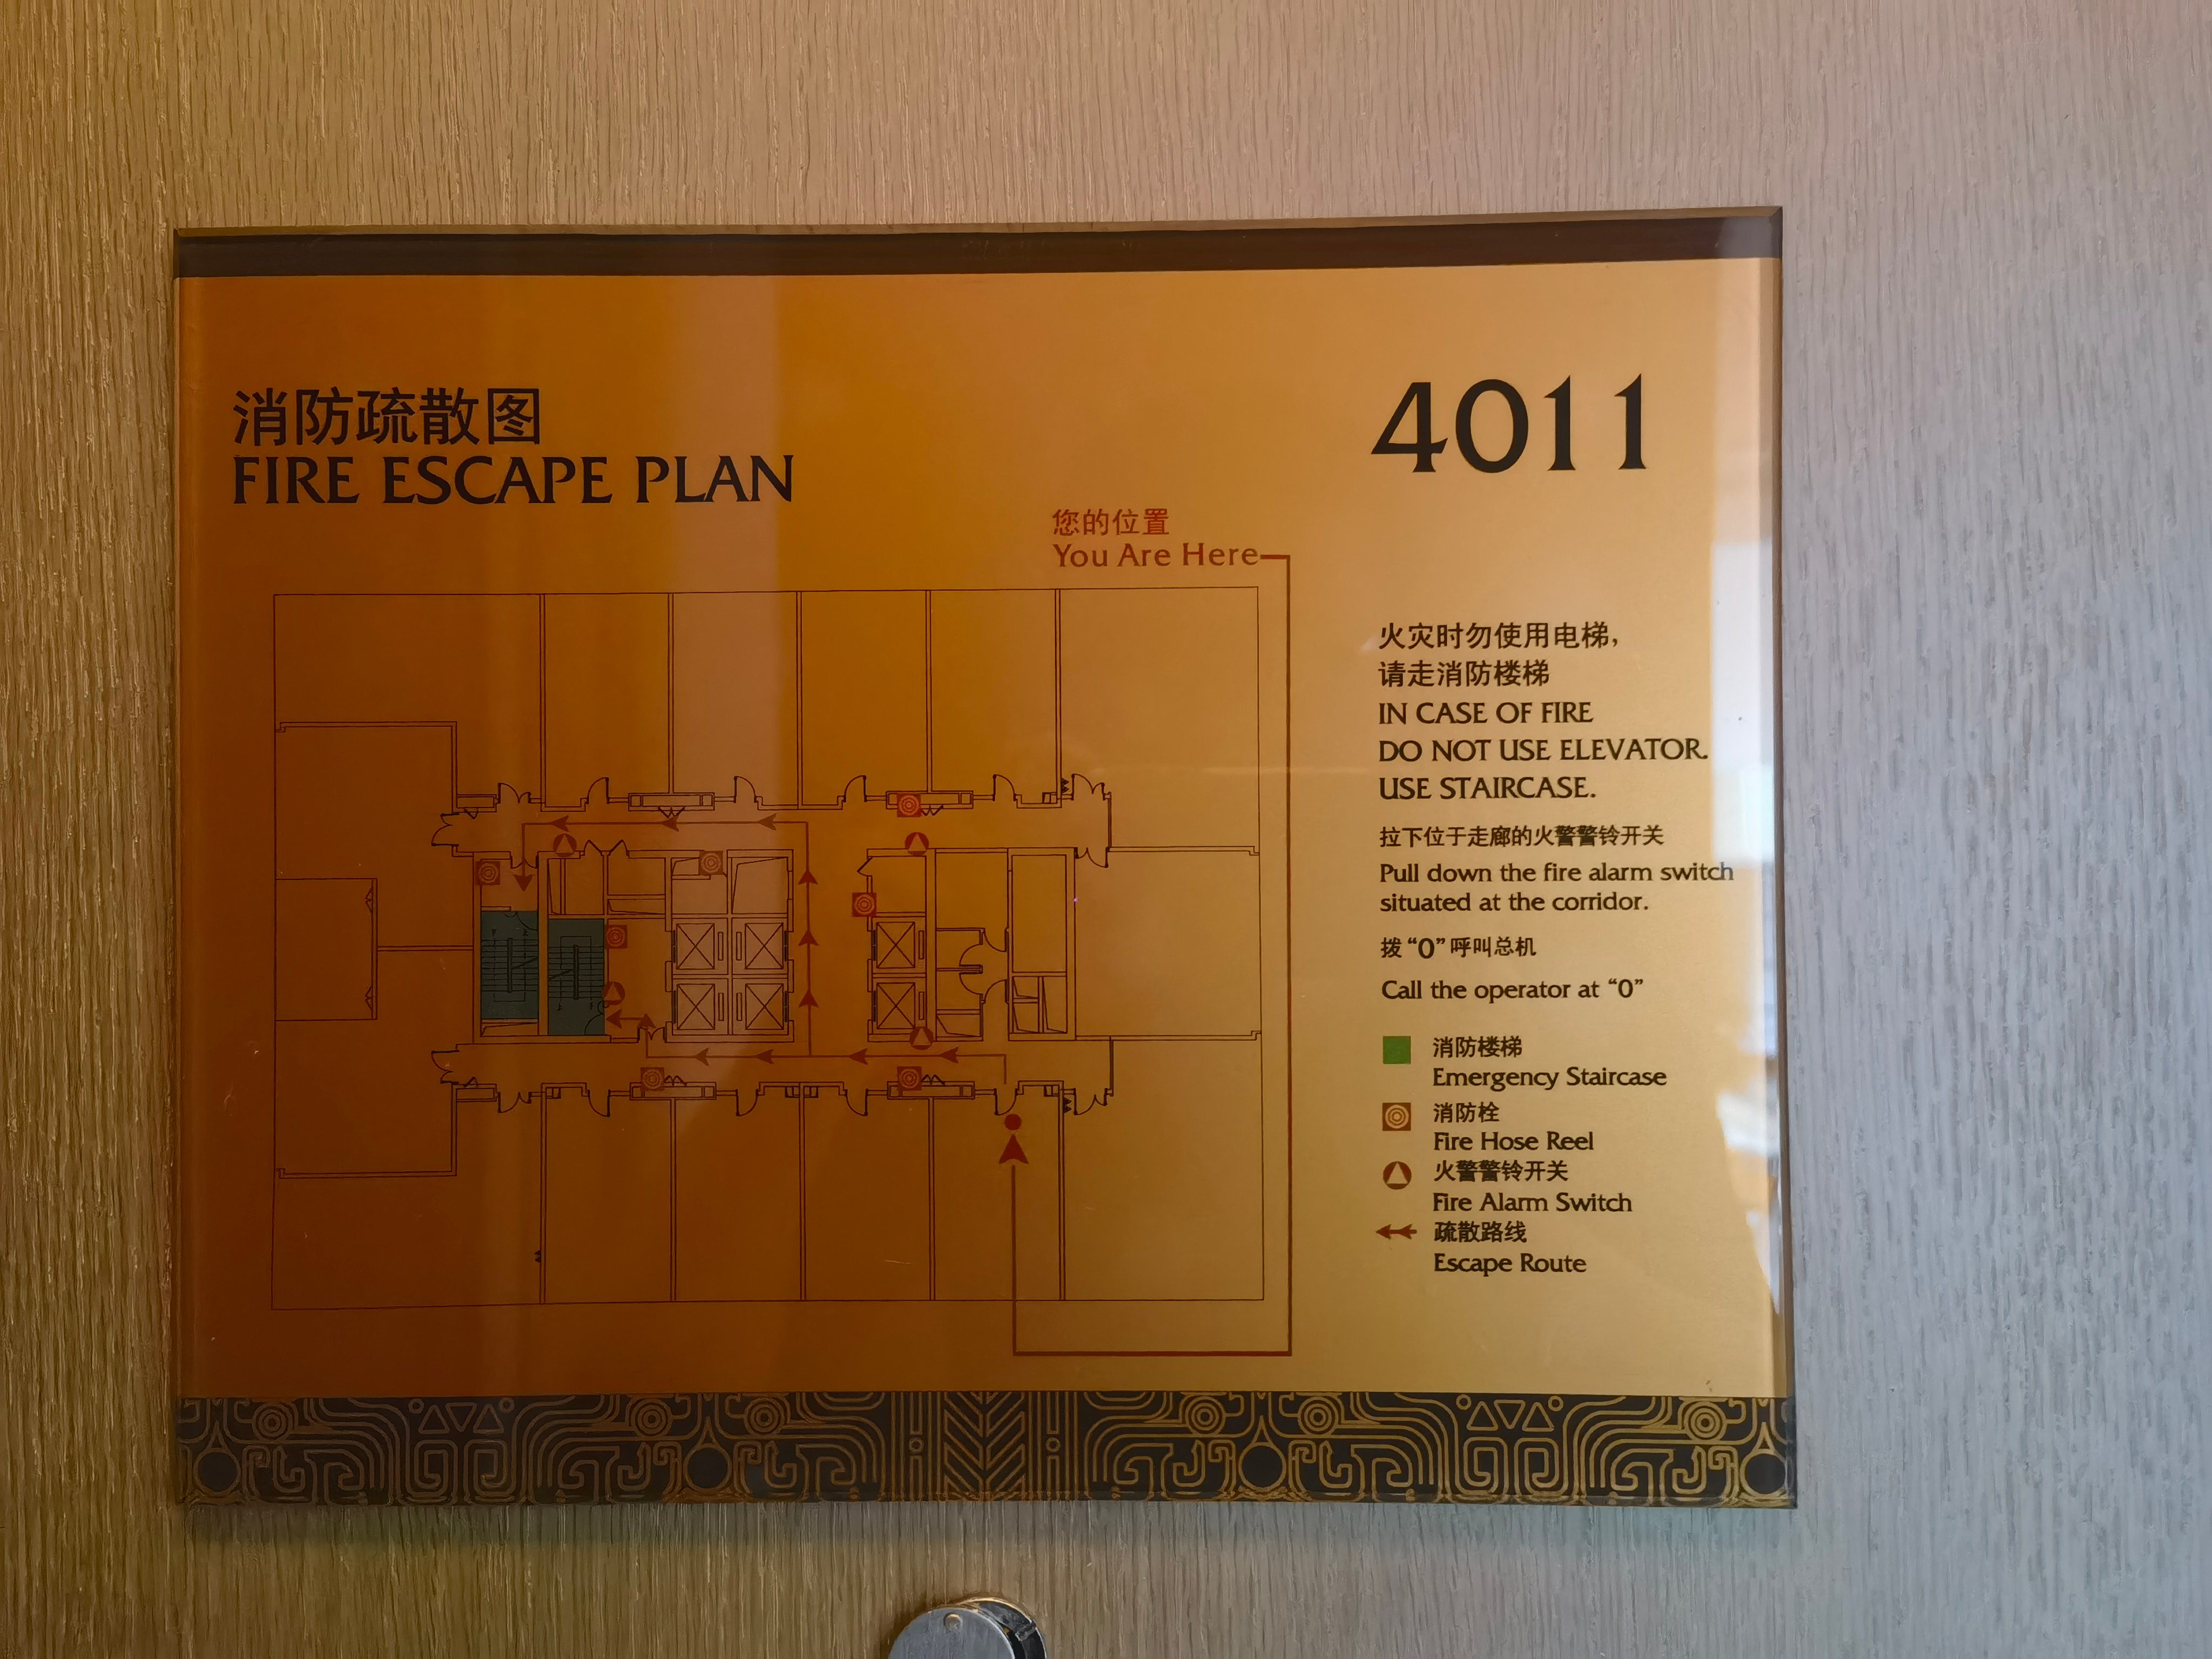 消防疏散图
FIRE ESCAPE PLAN
4011
您的位置
You Are Here
火灾时勿使用电梯,
请走消防楼梯
IN CASE OF FIRE
DO NOT USE ELEVATOR.
USE STAIRCASE.
拉下位于走廊的火警警铃开关
Pull down the fire alarm switch
situated at the corridor.
拨“0”呼叫总机
Call the operator at “0”
消防楼梯
Emergency Staircase
消防栓
Fire Hose Reel
火警警铃开关
Fire Alarm Switch
疏散路线
Escape Route